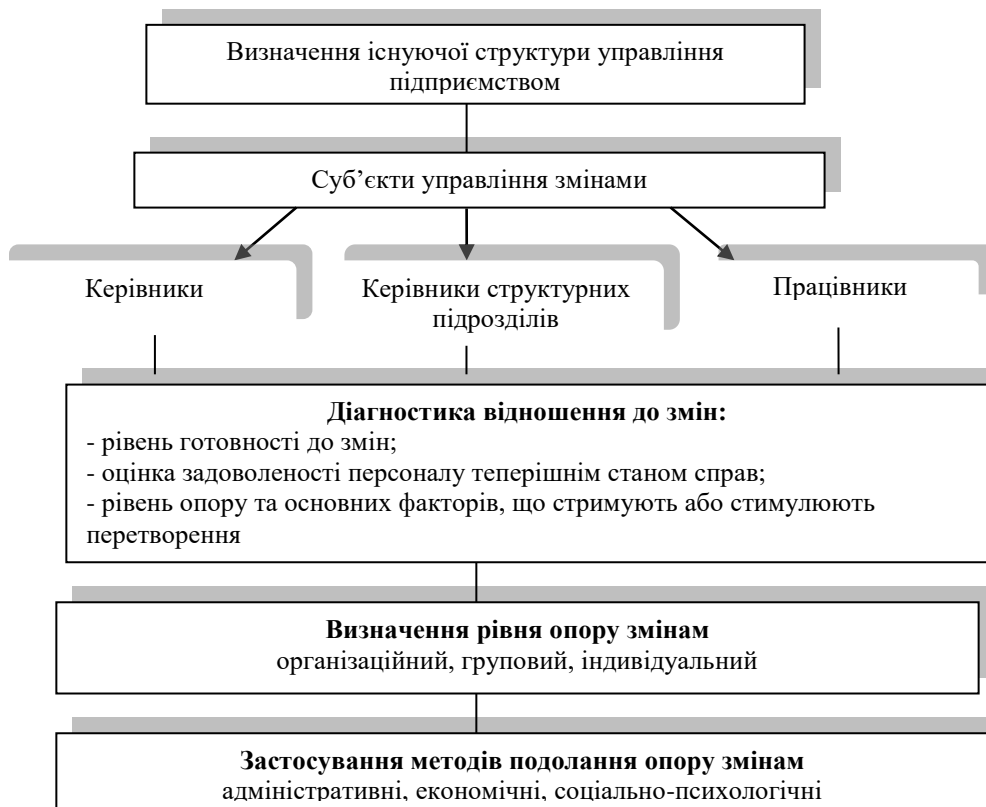 Визначення існуючої структури управління
підприємством
Суб’єкти управління змінами
Керівники
Керівники структурних
підрозділів
Працівники
Діагностика відношення до змін:
- рівень готовності до змін;
- оцінка задоволеності персоналу теперішнім станом справ;
- рівень опору та основних факторів, що стримують або стимулюють
перетворення
Визначення рівня опору змінам
організаційний, груповий, індивідуальний
Застосування методів подолання опору змінам
адміністративні, економічні, соціально-психологічні